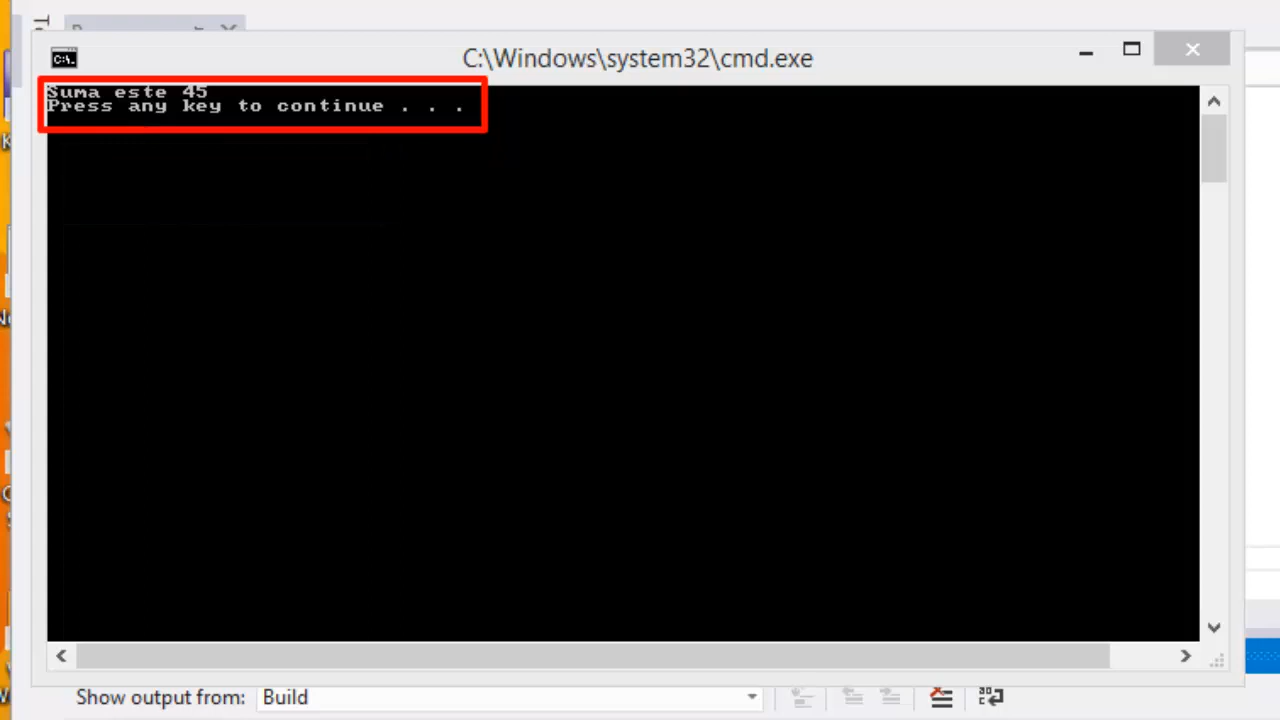 C:\Windows\system32\cmd.exe
Suma este 45
Press any key to continue . . .
Show output from: Build